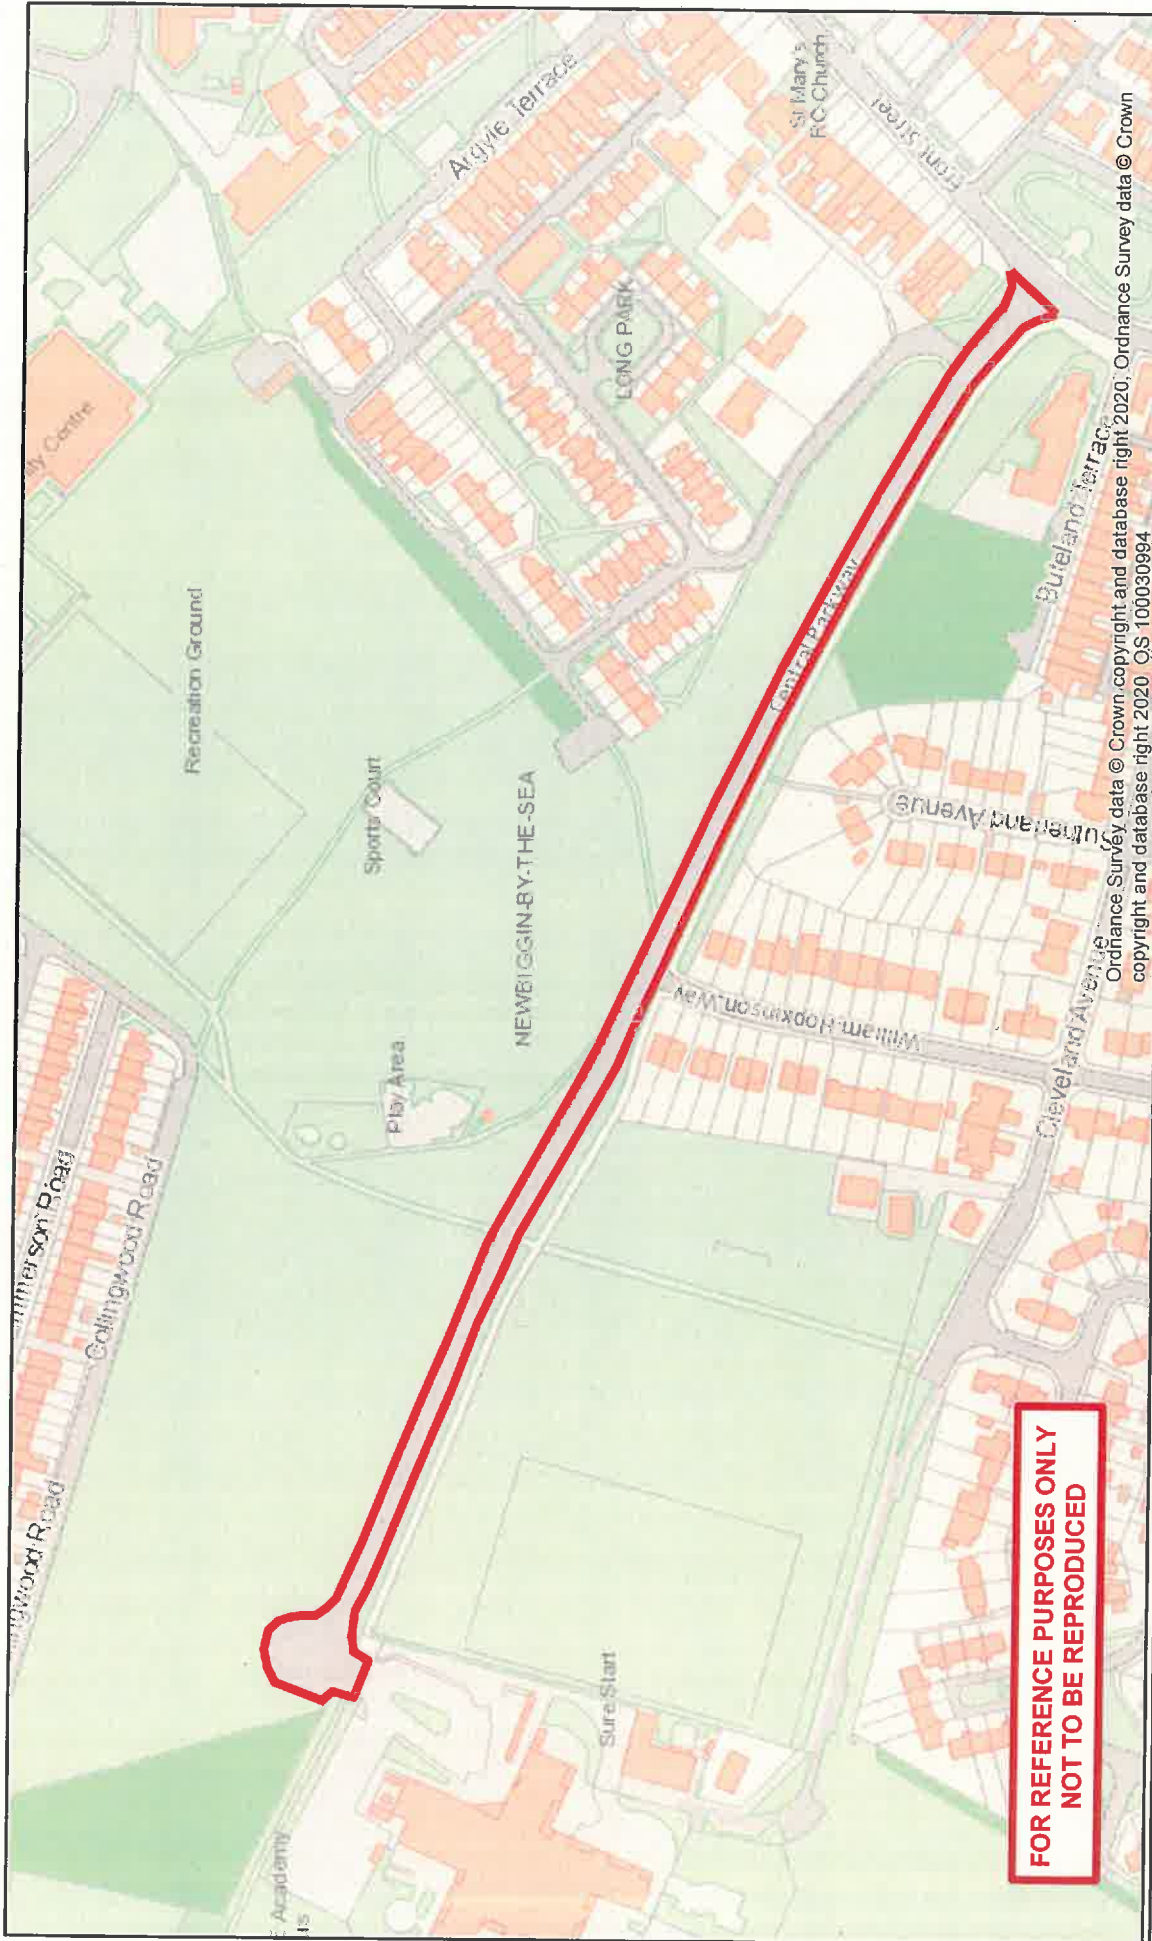 St Mary's
RC Church
Front Street
Argyle Terrace
LONG PARK
Recreation Ground
Sports Court
NEWBIGGIN-BY-THE-SEA
Play Area
Central Parkway
Buteland Terrace
Sutherland Avenue
William Hopkinson Way
Cleveland Avenue
Collingwood Road
Road
Centre
Sure Start
Academy
FOR REFERENCE PURPOSES ONLY
NOT TO BE REPRODUCED
Ordnance Survey data © Crown copyright and database right 2020, Ordnance Survey data © Crown
copyright and database right 2020 OS 100030994